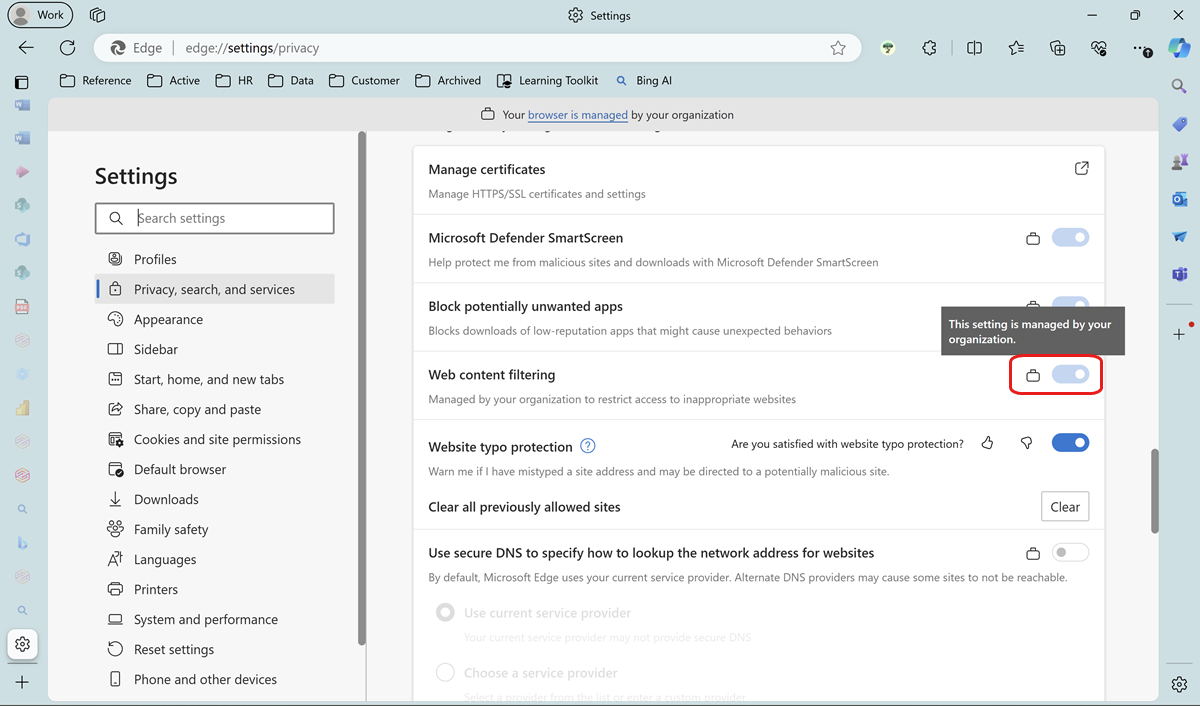 Work
Settings
Edge
edge://settings/privacy
Reference
Active
HR
Data
Customer
Archived
Learning Toolkit
Bing AI
Your browser is managed by your organization
Settings
Search settings
Profiles
Privacy, search, and services
Appearance
Sidebar
Start, home, and new tabs
Share, copy and paste
Cookies and site permissions
Default browser
Downloads
Family safety
Languages
Printers
System and performance
Reset settings
Phone and other devices
Manage certificates
Manage HTTPS/SSL certificates and settings
Microsoft Defender SmartScreen
Help protect me from malicious sites and downloads with Microsoft Defender SmartScreen
Block potentially unwanted apps
Blocks downloads of low-reputation apps that might cause unexpected behaviors
This setting is managed by your
organization.
Web content filtering
Managed by your organization to restrict access to inappropriate websites
Website typo protection
Are you satisfied with website typo protection?
Warn me if I have mistyped a site address and may be directed to a potentially malicious site.
Clear all previously allowed sites
Clear
Use secure DNS to specify how to lookup the network address for websites
By default, Microsoft Edge uses your current service provider. Alternate DNS providers may cause some sites to not be reachable.
Use current service provider
Your current service provider may not provide secure DNS
Choose a service provider
Select a provider from the list or enter a custom provider